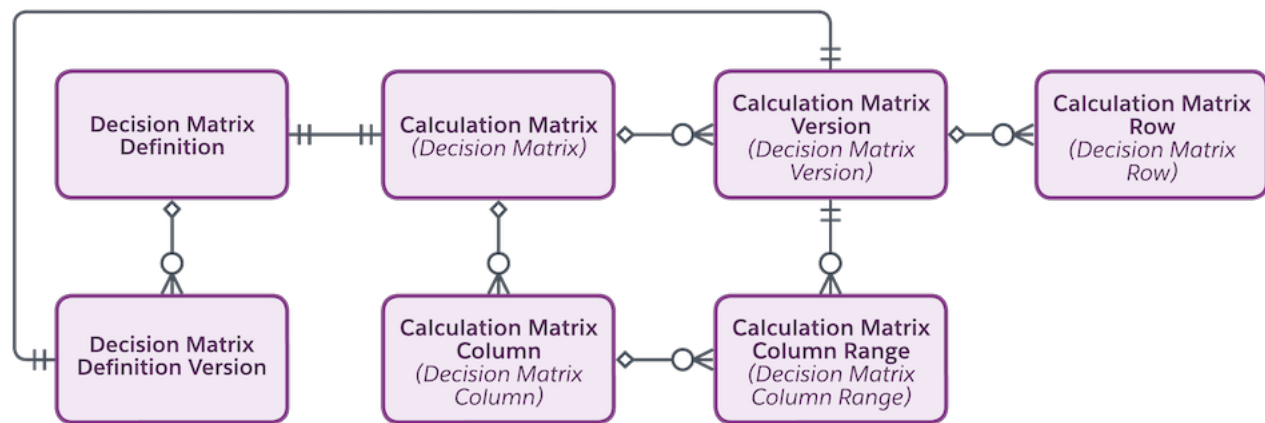 Decision Matrix
Definition
Calculation Matrix
(Decision Matrix)
Calculation Matrix
Version
(Decision Matrix
Version)
Calculation Matrix
Row
(Decision Matrix
Row)
Decision Matrix
Definition Version
Calculation Matrix
Column
(Decision Matrix
Column)
Calculation Matrix
Column Range
(Decision Matrix
Column Range)